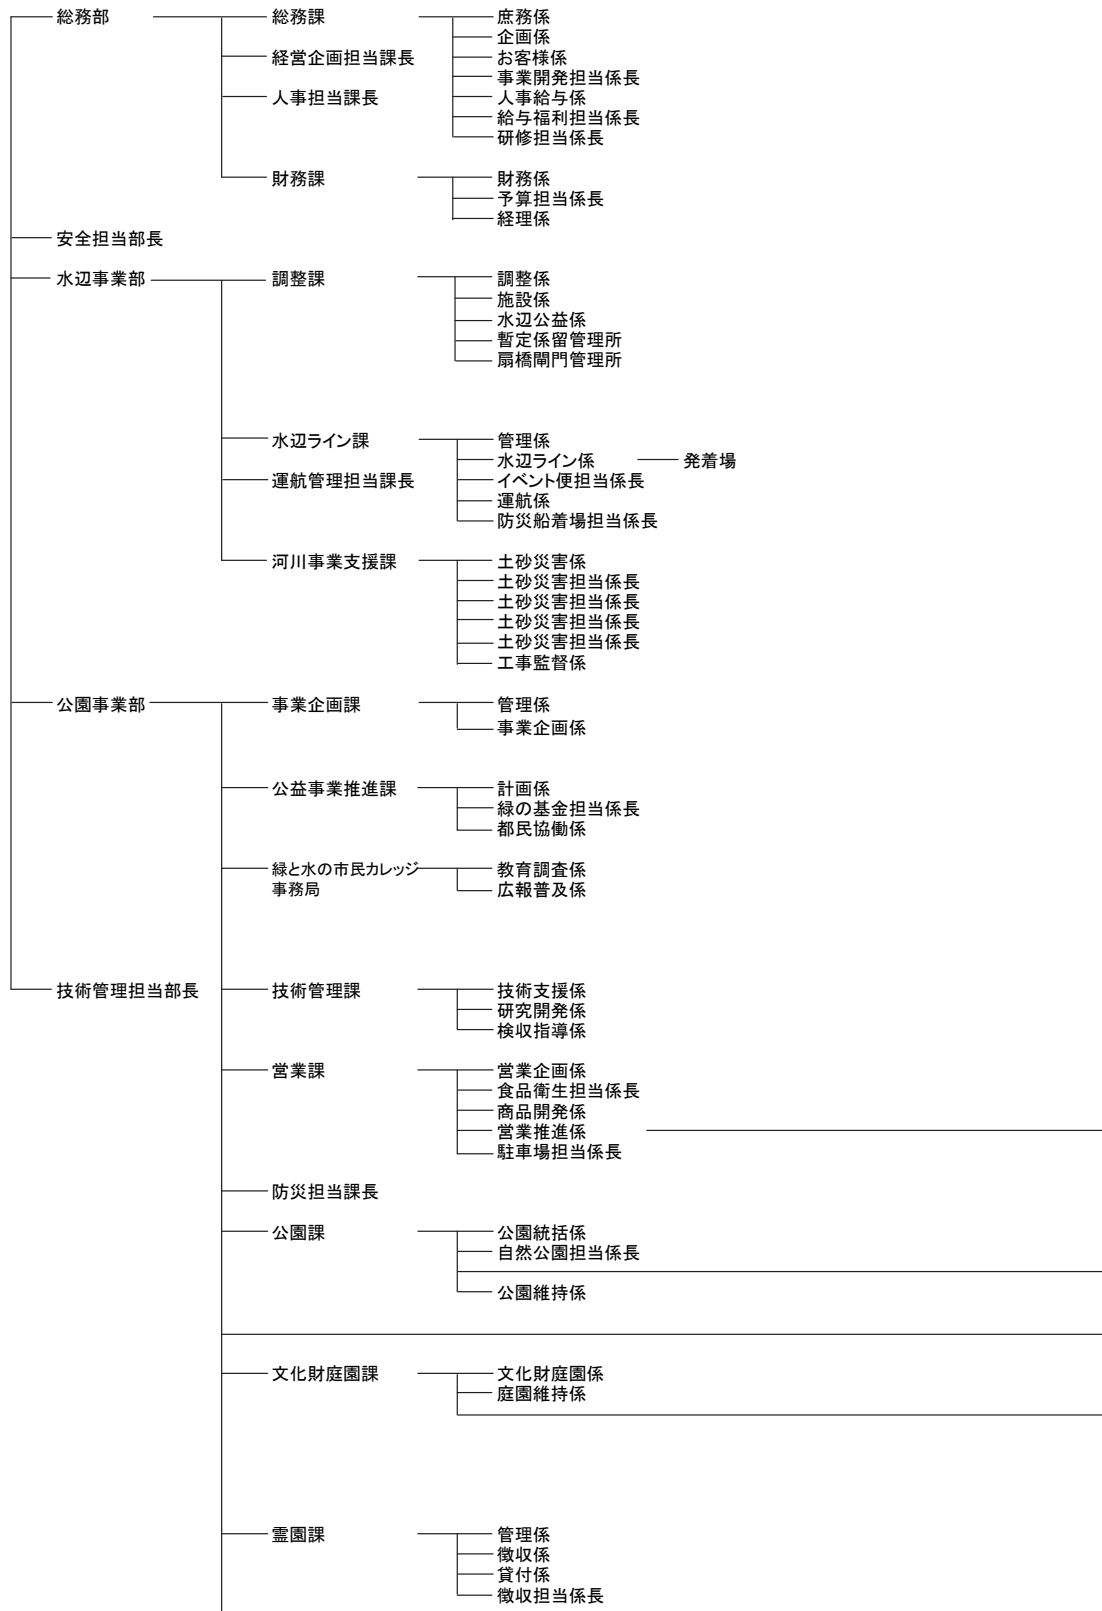 総務部 総務課 庶務係
企画係
経営企画担当課長 お客様係
事業開発担当係長
人事担当課長 人事給与係
給与福利担当係長
研修担当係長
財務課 財務係
予算担当係長
経理係
安全担当部長
水辺事業部 調整課 調整係
施設係
水辺公益係
暫定係留管理所
扇橋閘門管理所
水辺ライン課 管理係
水辺ライン係 発着場
運航管理担当課長 イベント便担当係長
運航係
防災船着場担当係長
河川事業支援課 土砂災害係
土砂災害担当係長
土砂災害担当係長
土砂災害担当係長
土砂災害担当係長
工事監督係
公園事業部 事業企画課 管理係
事業企画係
公益事業推進課 計画係
緑の基金担当係長
都民協働係
緑と水の市民カレッジ 教育調査係
事務局 広報普及係
技術管理担当部長 技術管理課 技術支援係
研究開発係
検収指導係
営業課 営業企画係
食品衛生担当係長
商品開発係
営業推進係
駐車場担当係長
防災担当課長
公園課 公園統括係
自然公園担当係長
公園維持係
文化財庭園課 文化財庭園係
庭園維持係
霊園課 管理係
徴収係
貸付係
徴収担当係長